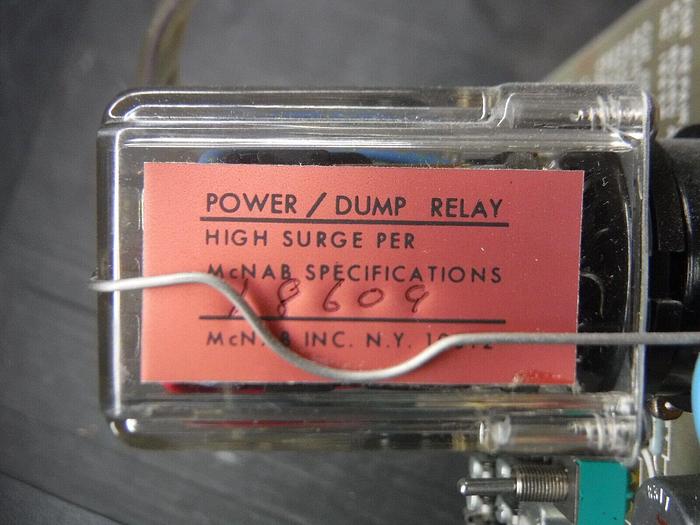 POWER / DUMP RELAY
HIGH SURGE PER
McNAB SPECIFICATIONS
18609
INC. N.Y.